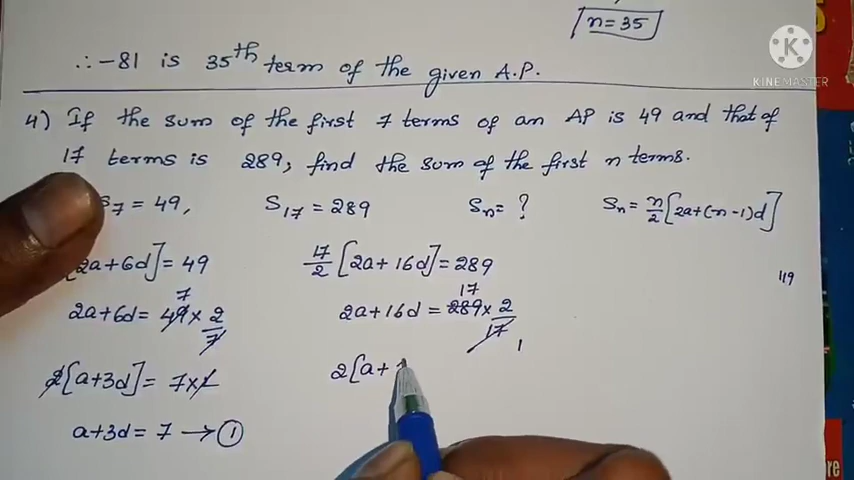 n=35
∴ -81 is 35th term of the given A.P.
KINEMASTER
4) If the sum of the first 7 terms of an AP is 49 and that of
17 terms is 289, find the sum of the first n terms.
S7 = 49, S17 = 289 Sn = ? Sn = n/2 [2a+(n-1)d]
[2a+6d] = 49 17/2 [2a+16d] = 289
119
2a+6d = 49 7 × 2/7 2a+16d = 289 17 × 2/17 1
2[a+3d] = 7×2 2[a+
a+3d = 7 → 1